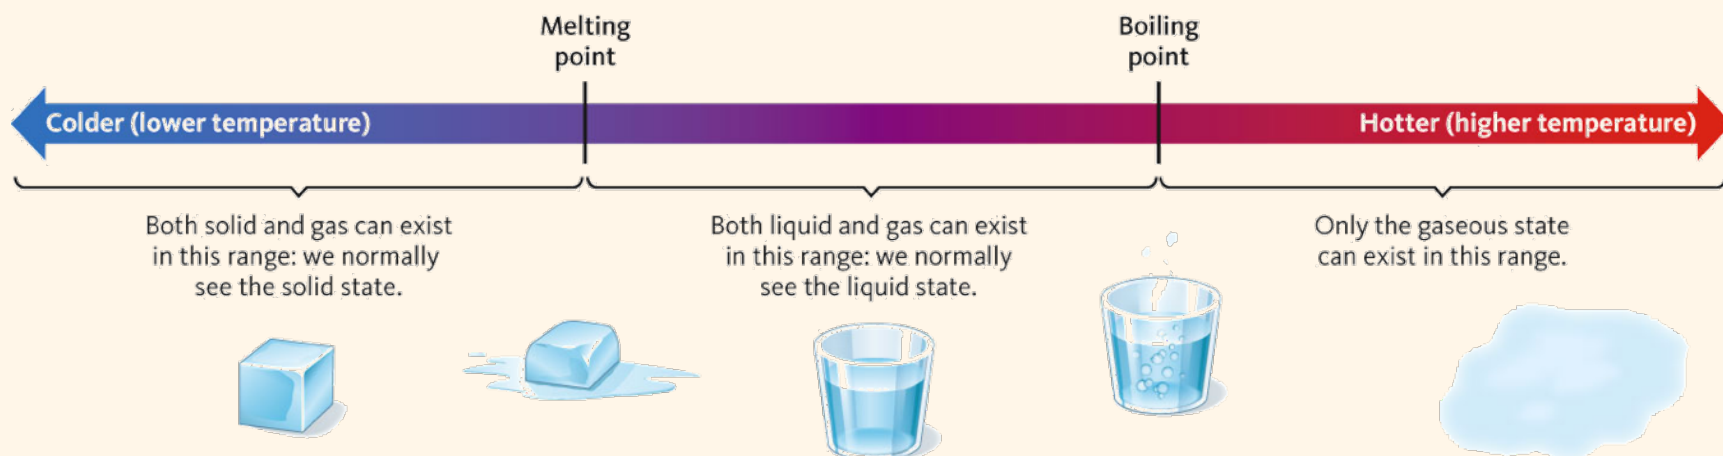 Melting
point
Boiling
point
Colder (lower temperature)
Hotter (higher temperature)
Both solid and gas can exist
in this range: we normally
see the solid state.
Both liquid and gas can exist
in this range: we normally
see the liquid state.
Only the gaseous state
can exist in this range.